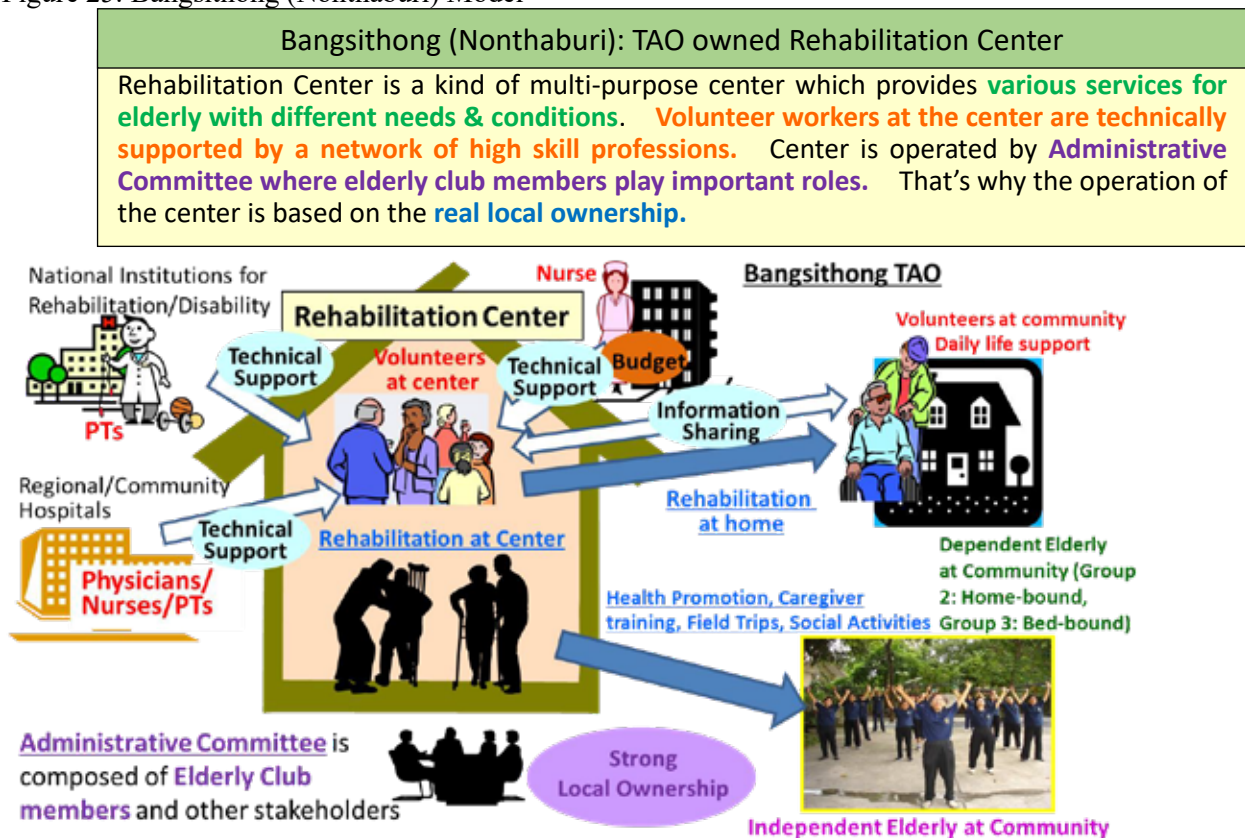 Figure 25: Bangsithong (Nonthaburi) Model
Bangsithong (Nonthaburi): TAO owned Rehabilitation Center
Rehabilitation Center is a kind of multi-purpose center which provides various services for
elderly with different needs & conditions. Volunteer workers at the center are technically
supported by a network of high skill professions. Center is operated by Administrative
Committee where elderly club members play important roles. That's why the operation of
the center is based on the real local ownership.
National Institutions for
Rehabilitation/Disability
H
PTs
Technical
Support
Rehabilitation Center
Volunteers
at center
Nurse
Technical
Support
Budget
Bangsithong TAO
Information
Sharing
Volunteers at community
Daily life support
Regional/Community
Hospitals
Physicians/
Nurses/PTs
Technical
Support
Rehabilitation at Center
Rehabilitation
at home
Dependent Elderly
at Community (Group
2: Home-bound,
Group 3: Bed-bound)
Health Promotion, Caregiver
training, Field Trips, Social Activities
Administrative Committee is
composed of Elderly Club
members and other stakeholders
Strong
Local Ownership
Independent Elderly at Community